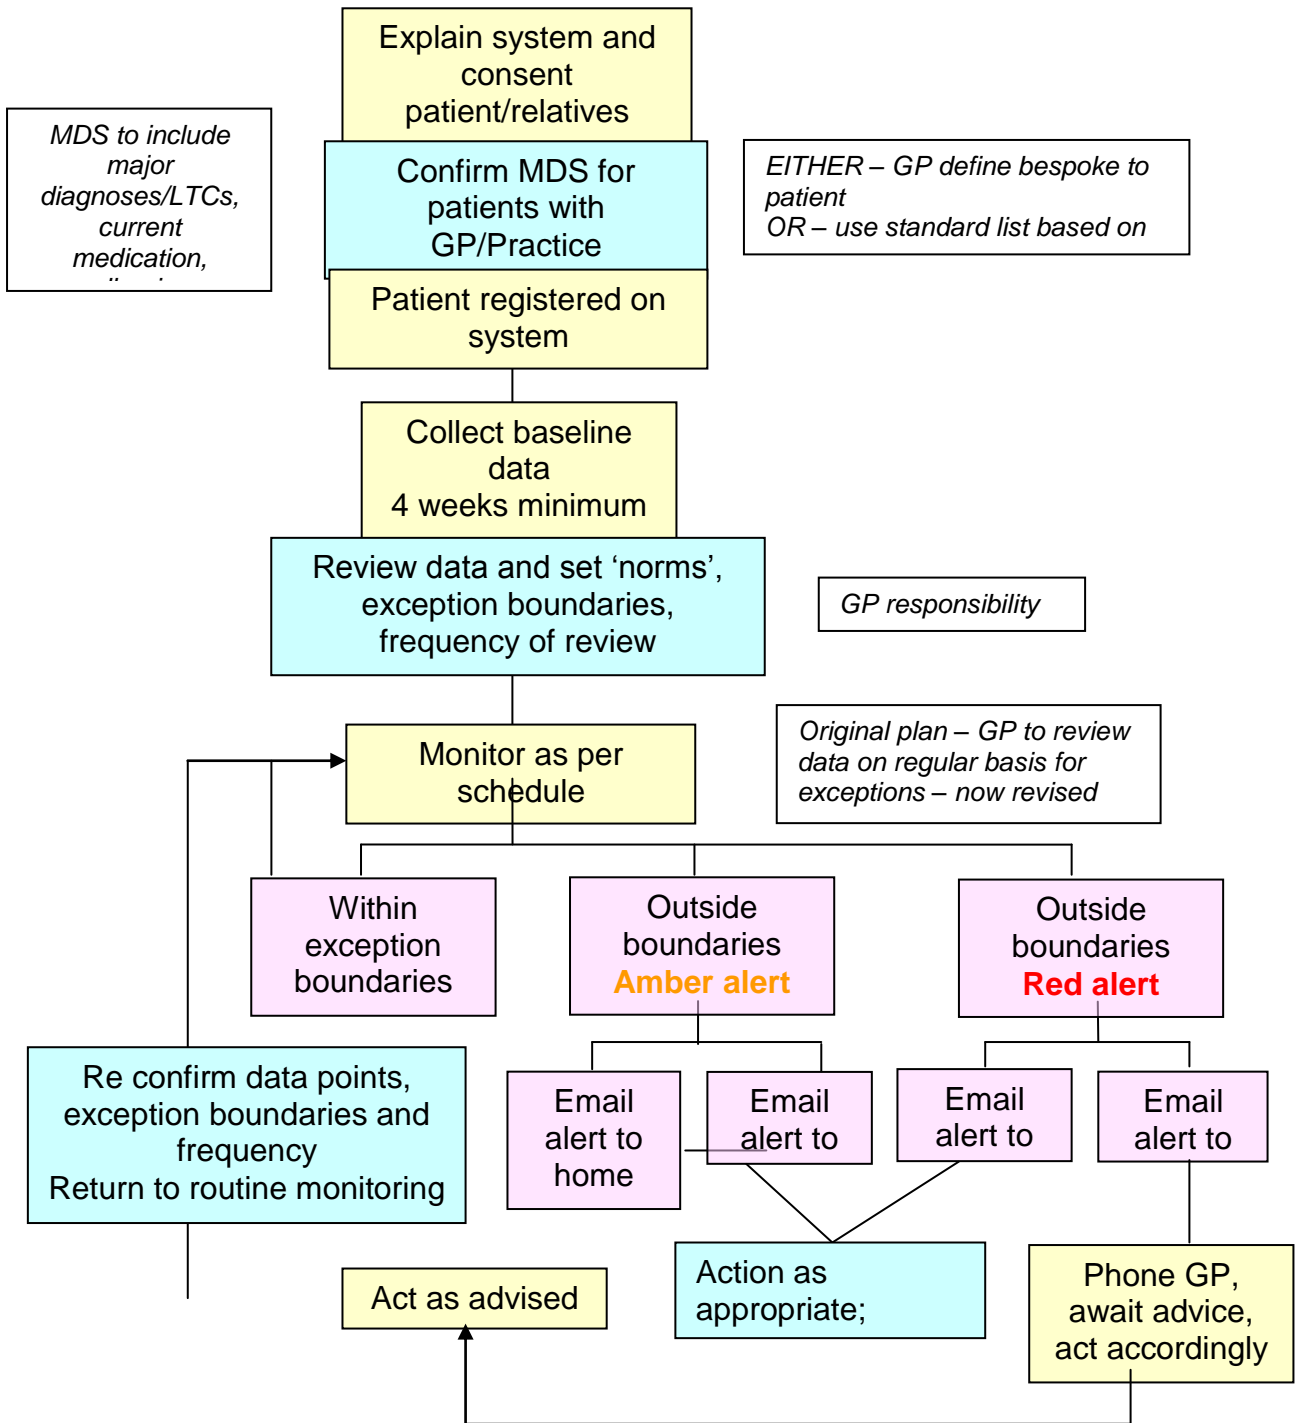 Explain system and
consent
patient/relatives
MDS to include
major
diagnoses/LTCs,
current
medication,
Confirm MDS for
patients with
GP/Practice
EITHER – GP define bespoke to
patient
OR – use standard list based on
Patient registered on
system
Collect baseline
data
4 weeks minimum
Review data and set ‘norms’,
exception boundaries,
frequency of review
GP responsibility
Monitor as per
schedule
Original plan – GP to review
data on regular basis for
exceptions – now revised
Within
exception
boundaries
Outside
boundaries
Amber alert
Outside
boundaries
Red alert
Re confirm data points,
exception boundaries and
frequency
Return to routine monitoring
Email
alert to
home
Email
alert to
Email
alert to
Email
alert to
Act as advised
Action as
appropriate;
Phone GP,
await advice,
act accordingly